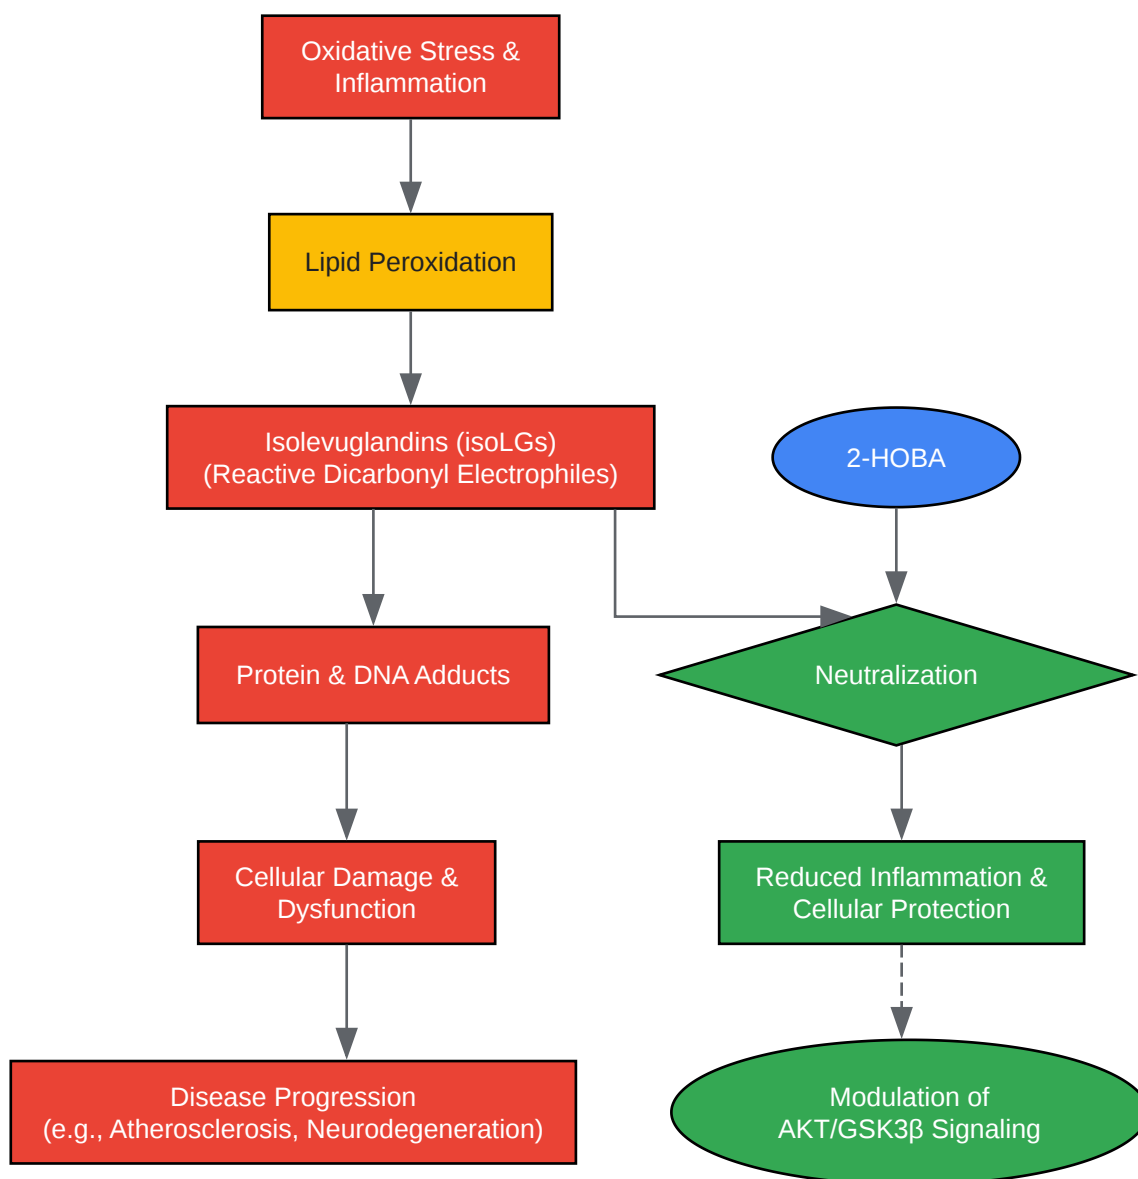 Oxidative Stress &
Inflammation
Lipid Peroxidation
Isolevuglandins (isoLGs)
(Reactive Dicarbonyl Electrophiles)
2-HOBA
Protein & DNA Adducts
Neutralization
Cellular Damage &
Dysfunction
Reduced Inflammation &
Cellular Protection
Disease Progression
(e.g., Atherosclerosis, Neurodegeneration)
Modulation of
AKT/GSK3β Signaling